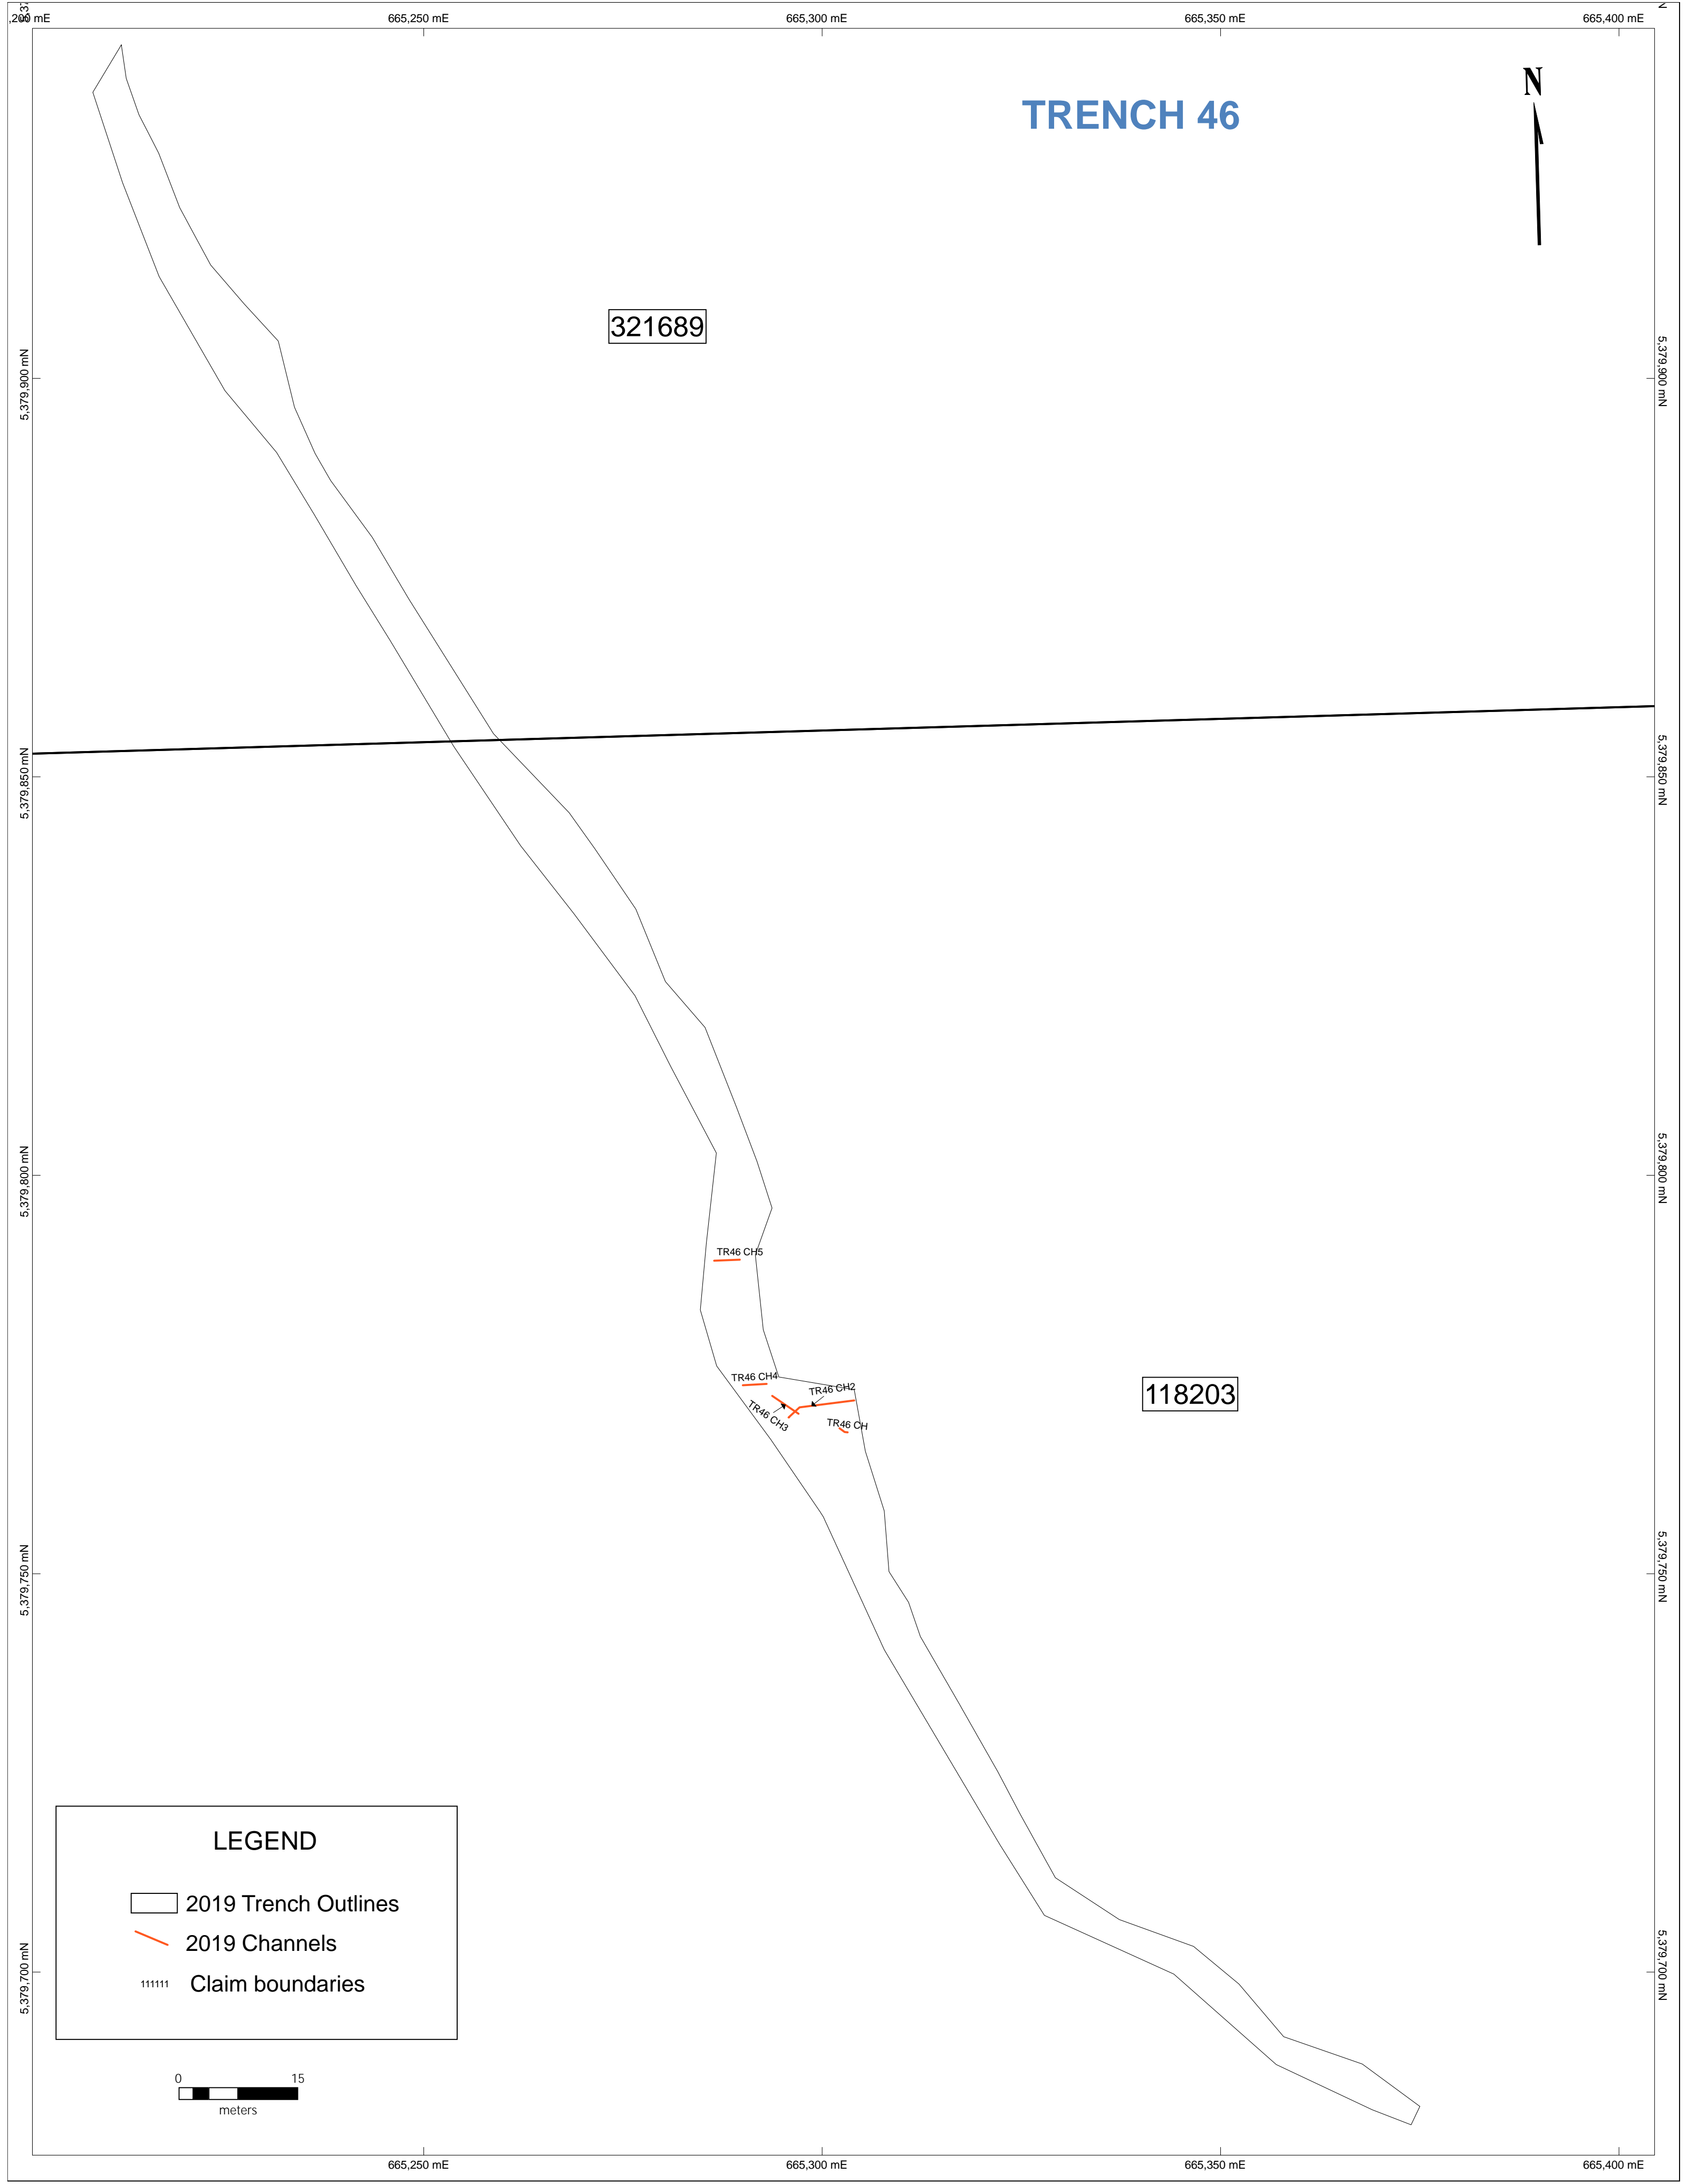 ,200 mE
665,250 mE
665,300 mE
665,350 mE
665,400 mE
N
TRENCH 46
N
321689
5,379,900 mN
5,379,900 mN
5,379,850 mN
5,379,850 mN
5,379,800 mN
5,379,800 mN
TR46 CH5
TR46 CH4
TR46 CH2
TR46 CH3
TR46 CH
118203
5,379,750 mN
5,379,750 mN
LEGEND
2019 Trench Outlines
2019 Channels
111111 Claim boundaries
5,379,700 mN
5,379,700 mN
0 15
meters
665,250 mE
665,300 mE
665,350 mE
665,400 mE